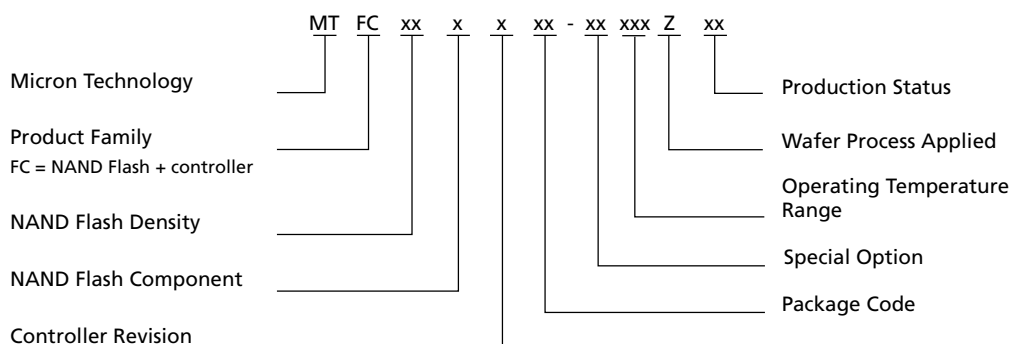 MT FC xx x x xx - xx xxx Z xx
Micron Technology
Product Family
FC = NAND Flash + controller
NAND Flash Density
NAND Flash Component
Controller Revision
Production Status
Wafer Process Applied
Operating Temperature
Range
Special Option
Package Code